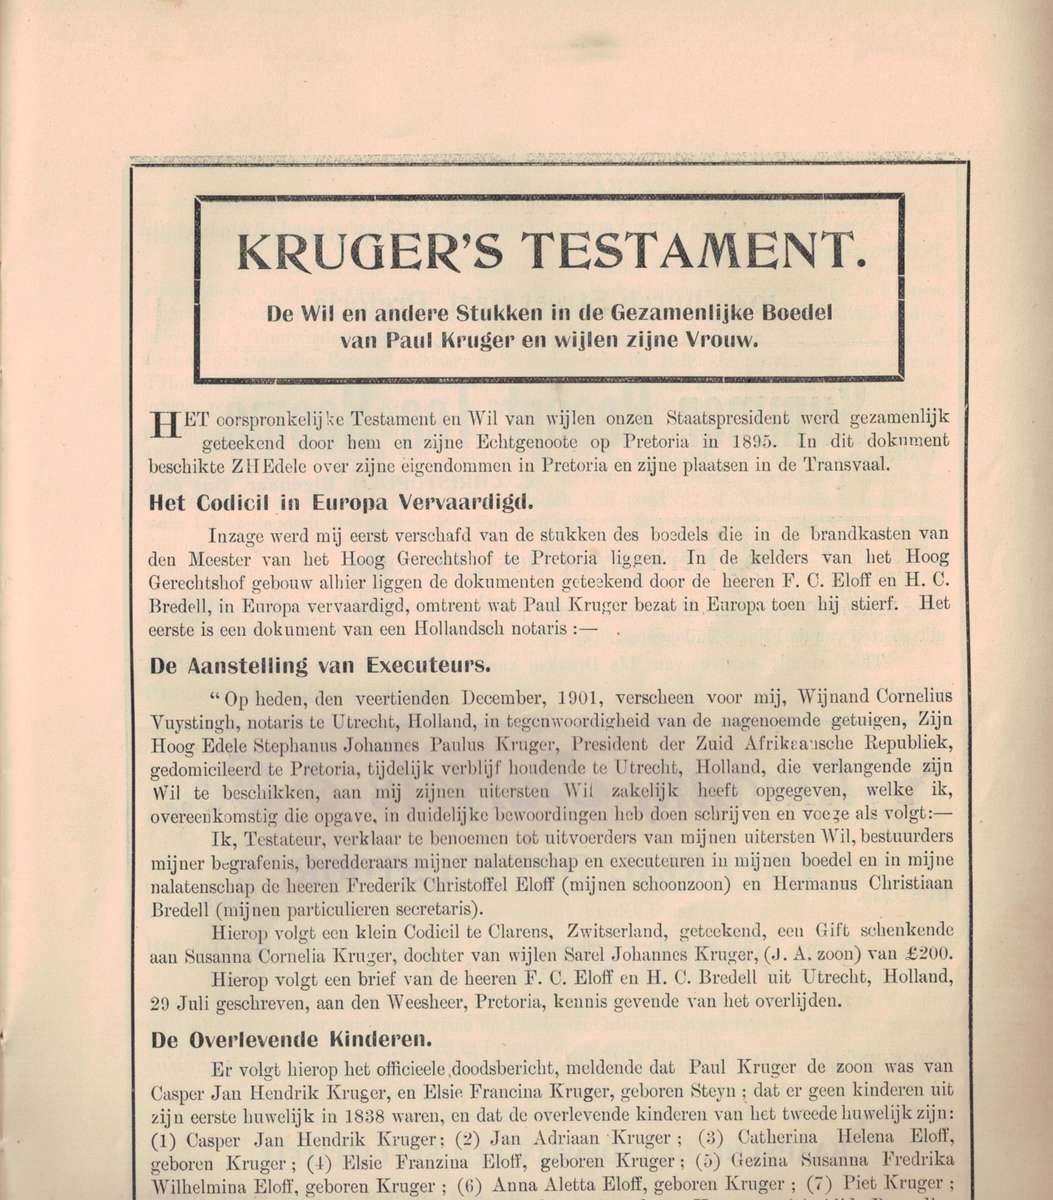 KRUGER'S TESTAMENT.
De Wil en andere Stukken in de Gezamenlijke Boedel
van Paul Kruger en wijlen zijne Vrouw.
HET oorspronkelijke Testament en Wil van wijlen onzen Staatspresident werd gezamenlijk
geteekend door hem en zijne Echtgenoote op Pretoria in 1895. In dit dokument
beschikte ZHEdele over zijne eigendommen in Pretoria en zijne plaatsen in de Transvaal.
Het Codicil in Europa Vervaardigd.
Inzage werd mij eerst verschafd van de stukken des boedels die in de brandkasten van
den Meester van het Hoog Gerechtshof te Pretoria liggen. In de kelders van het Hoog
Gerechtshof gebouw alhier liggen de dokumenten geteekend door de heeren F. C. Eloff en H. C.
Bredell, in Europa vervaardigd, omtrent wat Paul Kruger bezat in Europa toen hij stierf. Het
eerste is een dokument van een Hollandsch notaris :—
De Aanstelling van Executeurs.
“ Op heden, den veertienden December, 1901, verscheen voor mij, Wijnand Cornelius
Vuystingh, notaris te Utrecht, Holland, in tegenwoordigheid van de nagenoemde getuigen, Zijn
Hoog Edele Stephanus Johannes Paulus Kruger, President der Zuid Afrikaansche Republiek,
gedomicileerd te Pretoria, tijdelijk verblijf houdende te Utrecht, Holland, die verlangende zijn
Wil te beschikken, aan mij zijnen uitersten Wil zakelijk heeft opgegeven, welke ik,
overeenkomstig die opgave, in duidelijke bewoordingen heb doen schrijven en voege als volgt:—
Ik, Testateur, verklaar te benoemen tot uitvoerders van mijnen uitersten Wil, bestuurders
mijner begrafenis, beredderaars mijner nalatenschap en executeuren in mijnen boedel en in mijne
nalatenschap de heeren Frederik Christoffel Eloff (mijnen schoonzoon) en Hermanus Christiaan
Bredell (mijnen particulieren secretaris).
Hierop volgt een klein Codicil te Clarens, Zwitserland, geteekend, een Gift schenkende
aan Susanna Cornelia Kruger, dochter van wijlen Sarel Johannes Kruger, (J. A. zoon) van £200.
Hierop volgt een brief van de heeren F. C. Eloff en H. C. Bredell uit Utrecht, Holland,
29 Juli geschreven, aan den Weesheer, Pretoria, kennis gevende van het overlijden.
De Overlevende Kinderen.
Er volgt hierop het officieele doodsbericht, meldende dat Paul Kruger de zoon was van
Casper Jan Hendrik Kruger, en Elsie Francina Kruger, geboren Steyn ; dat er geen kinderen uit
zijn eerste huwelijk in 1838 waren, en dat de overlevende kinderen van het tweede huwelijk zijn:
(1) Casper Jan Hendrik Kruger; (2) Jan Adriaan Kruger ; (3) Catherina Helena Eloff,
geboren Kruger ; (4) Elsie Franzina Eloff, geboren Kruger ; (5) Gezina Susanna Fredrika
Wilhelmina Eloff, geboren Kruger ; (6) Anna Aletta Eloff, geboren Kruger ; (7) Piet Kruger ;